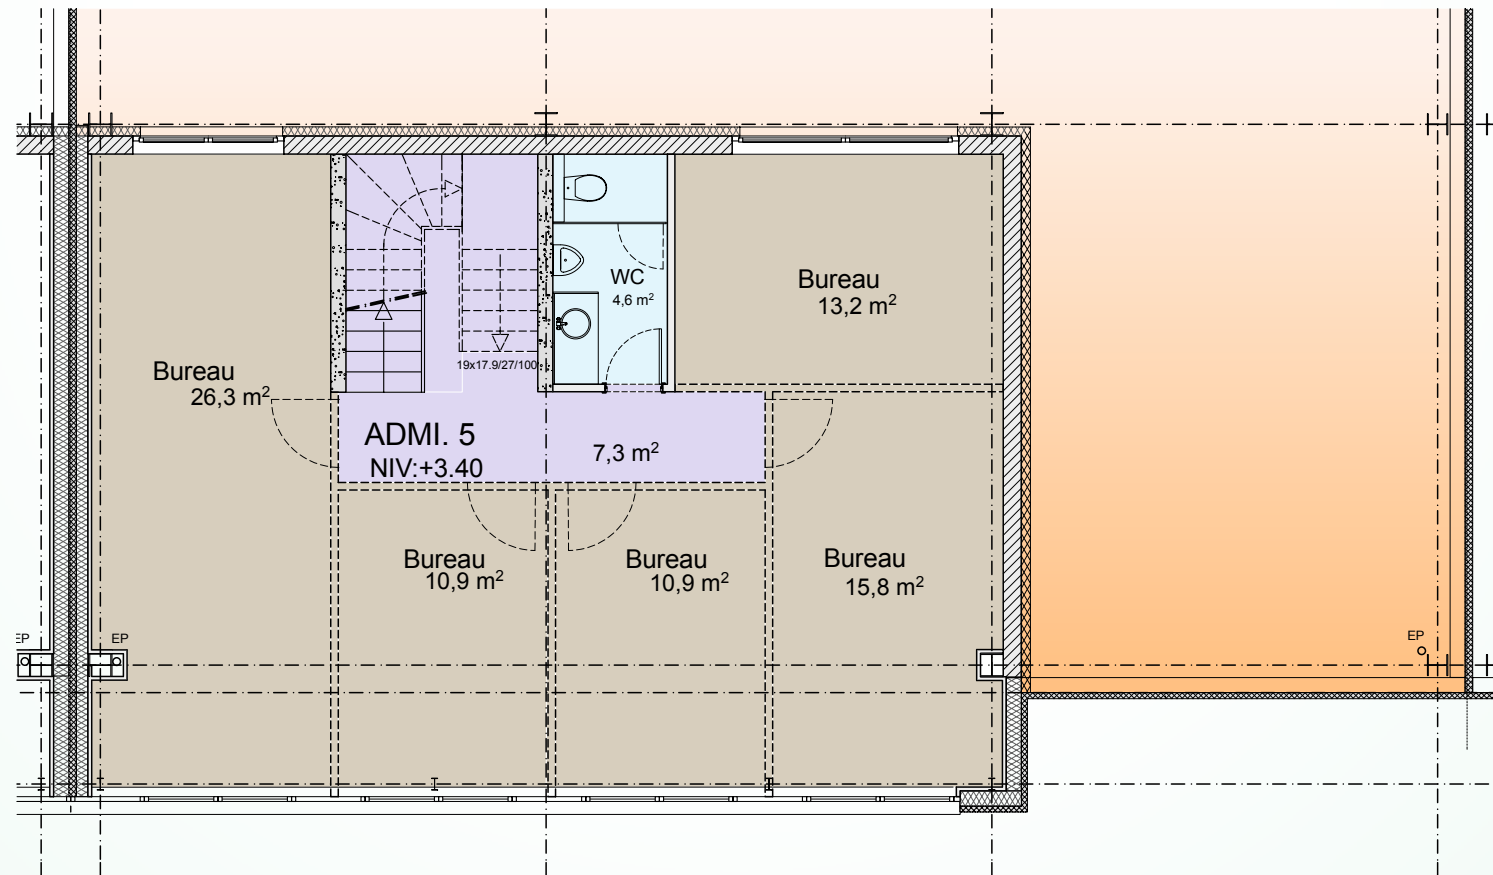 WC
4,6 m²
Bureau
13,2 m²
19x17.9/27/100
Bureau
26,3 m²
ADMI. 5
NIV:+3.40
7,3 m²
Bureau
10,9 m²
Bureau
10,9 m²
Bureau
15,8 m²
EP
EP
EP